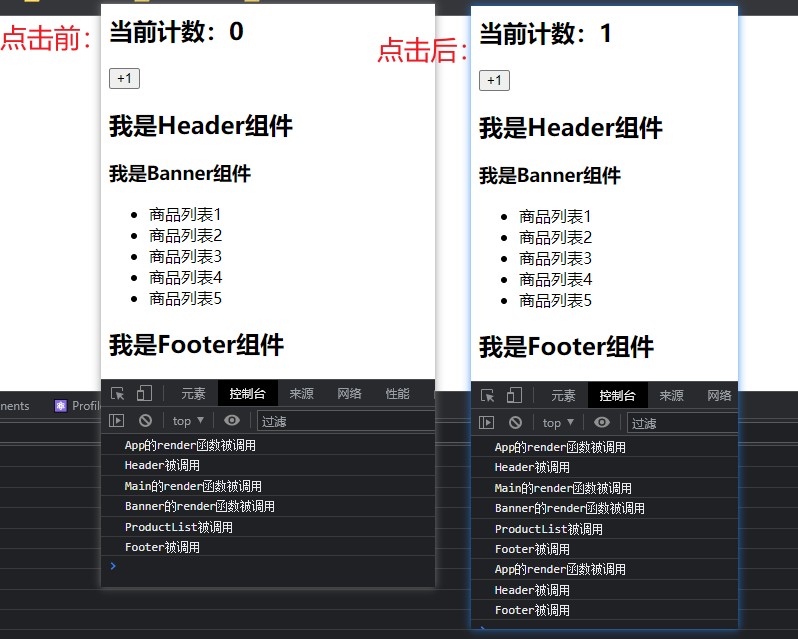 点击前：
当前计数：0
+1
我是Header组件
我是Banner组件
商品列表1
商品列表2
商品列表3
商品列表4
商品列表5
我是Footer组件
元素 控制台 来源 网络 性能
top 过滤
App的render函数被调用
Header被调用
Main的render函数被调用
Banner的render函数被调用
ProductList被调用
Footer被调用
点击后：
当前计数：1
+1
我是Header组件
我是Banner组件
商品列表1
商品列表2
商品列表3
商品列表4
商品列表5
我是Footer组件
元素 控制台 来源 网络
top 过滤
App的render函数被调用
Header被调用
Main的render函数被调用
Banner的render函数被调用
ProductList被调用
Footer被调用
App的render函数被调用
Header被调用
Footer被调用
nents Profil